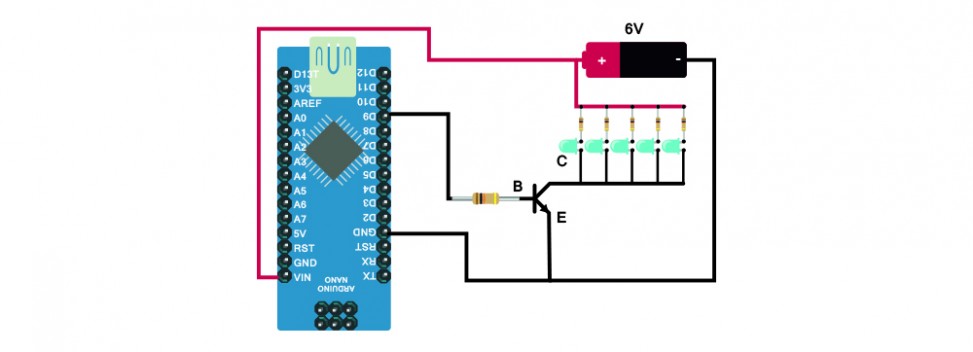 6V
+
-
D13T
3V3
AREF
A0
A1
A2
A3
A4
A5
A6
A7
5V
RST
GND
VIN
D12
D11
D10
D9
D8
D7
D6
D5
D4
D3
D2
GND
RST
RX
TX
ARDUINO
NANO
B
C
E